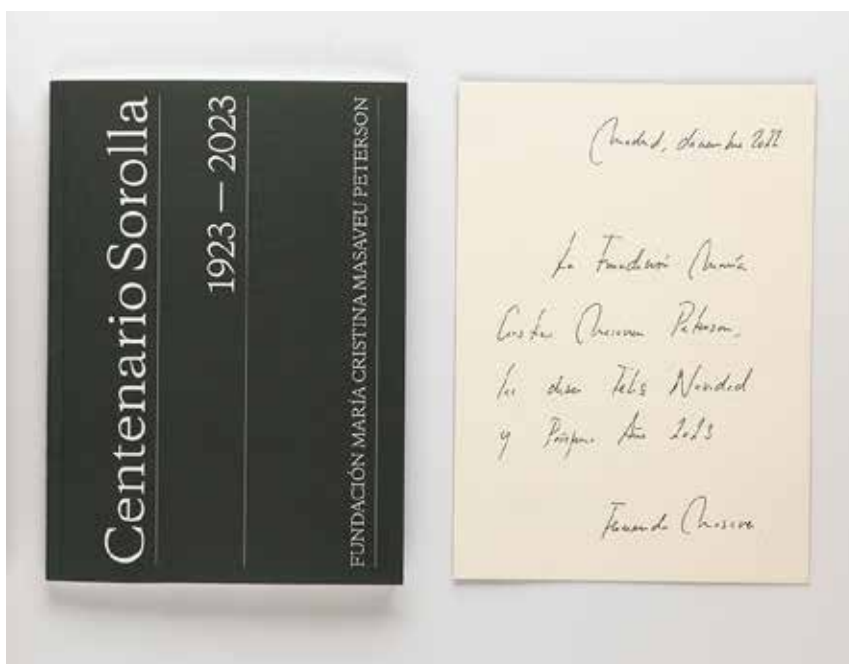 Centenario Sorolla
1923 — 2023
FUNDACIÓN MARÍA CRISTINA MASAVEU PETERSON
Madrid, diciembre 2022
La Fundación María
Cristina Masaveu Peterson,
les desea Feliz Navidad
y Próspero Año 2023
Fernando Masaveu